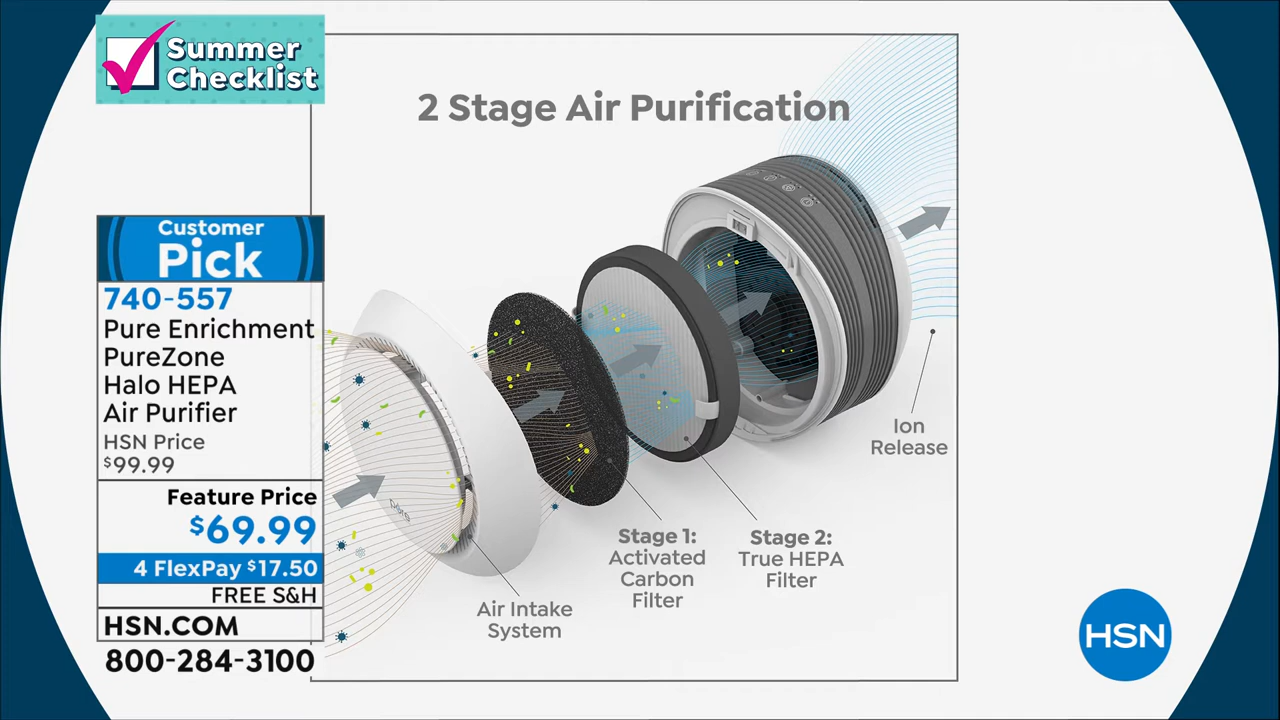 Summer
Checklist
2 Stage Air Purification
Customer
Pick
740-557
Pure Enrichment
PureZone
Halo HEPA
Air Purifier
HSN Price
$99.99
Feature Price
$69.99
4 FlexPay $17.50
FREE S&H
HSN.COM
800-284-3100
Ion
Release
Stage 1:
Activated
Carbon
Filter
Stage 2:
True HEPA
Filter
Air Intake
System
HSN